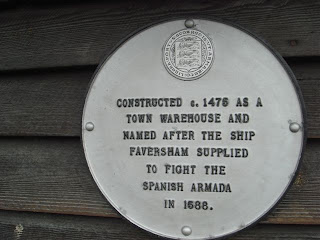 CONSTRUCTED c. 1475 AS A
TOWN WAREHOUSE AND
NAMED AFTER THE SHIP
FAVERSHAM SUPPLIED
TO FIGHT THE
SPANISH ARMADA
IN 1588.